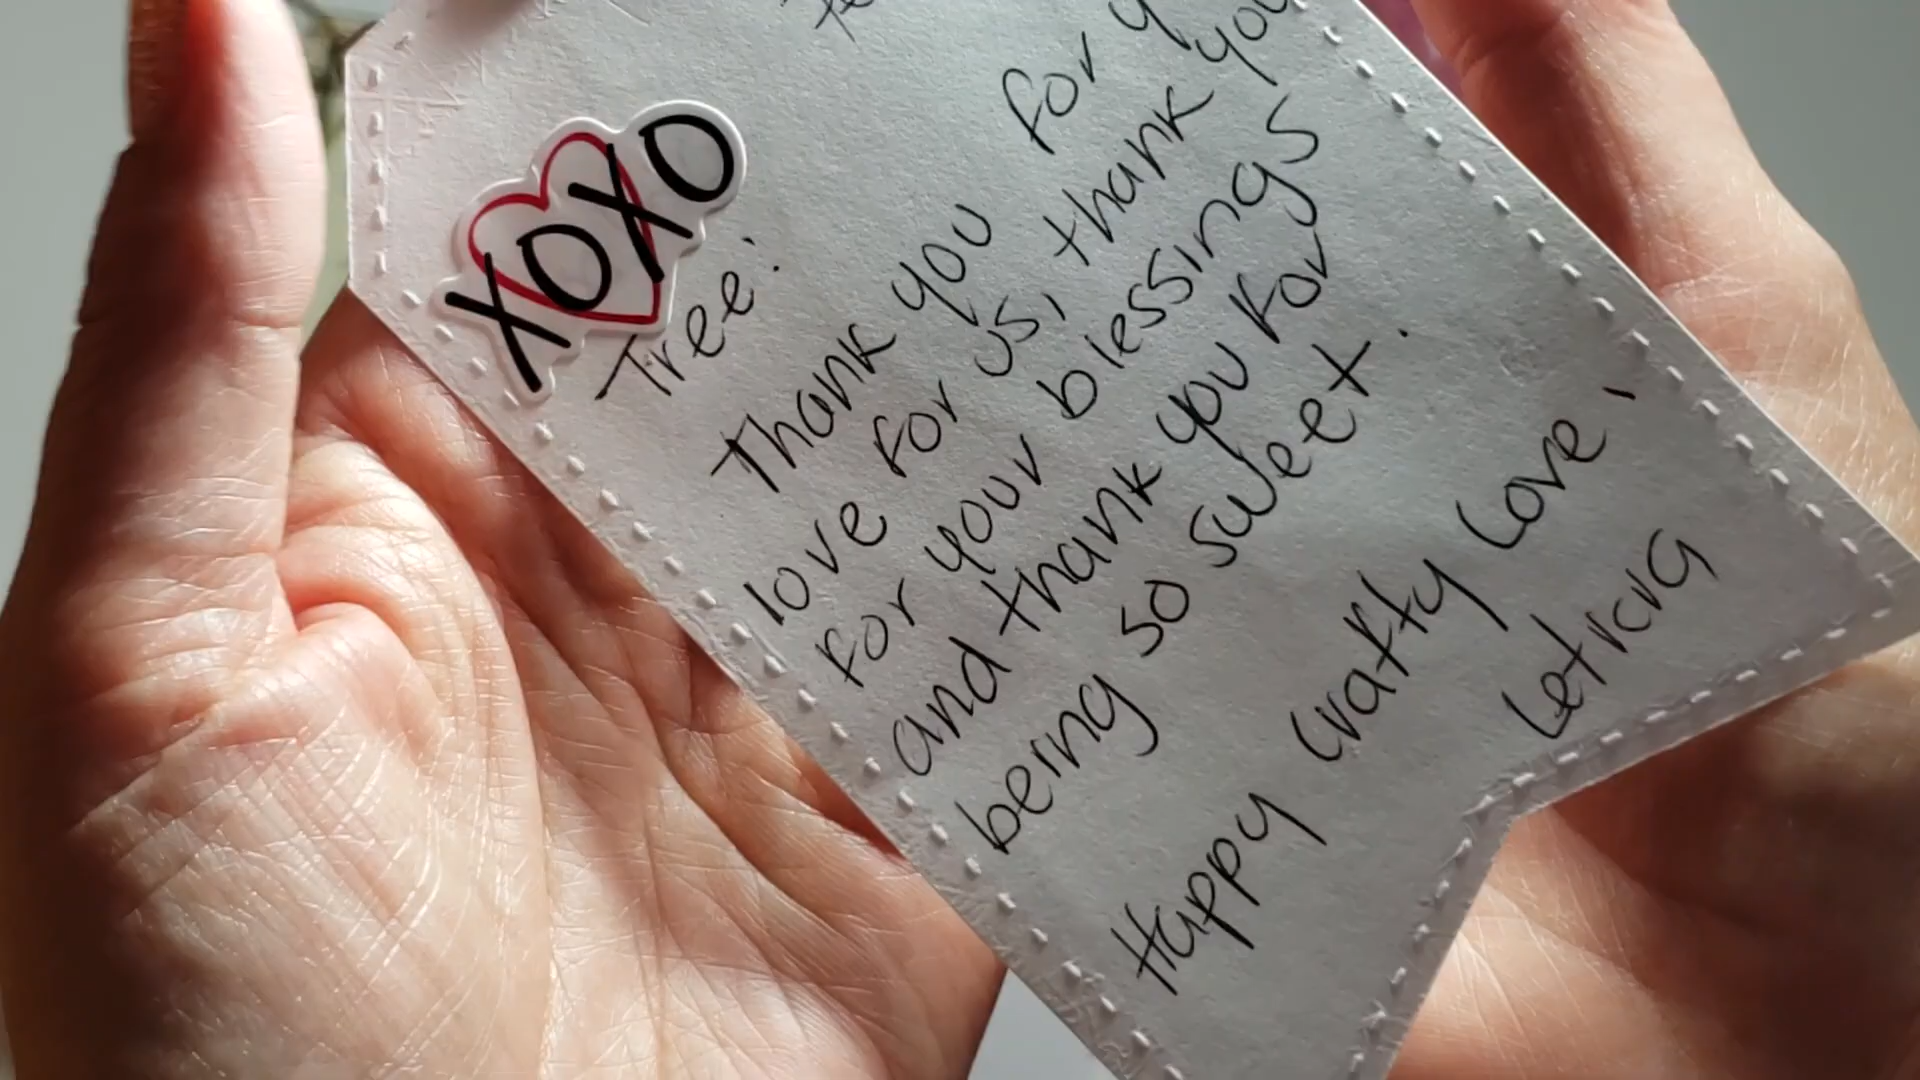 XOXO
Tree:
Thank you for
love for us, thank you
for your blessings
and thank you for
being so sweet.
Happy Crafty Love,
Letricia